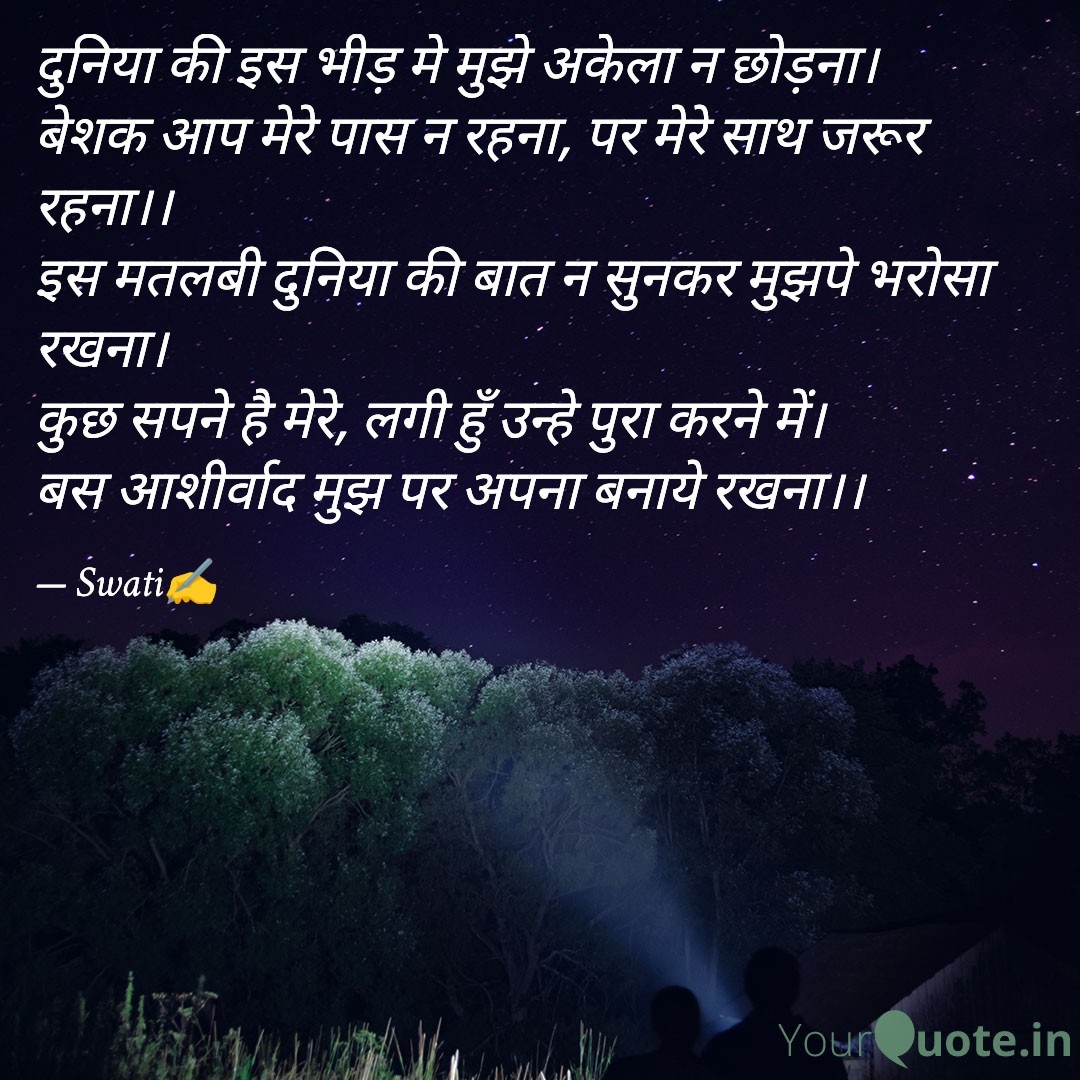 दुनिया की इस भीड़ मे मुझे अकेला न छोड़ना।
बेशक आप मेरे पास न रहना, पर मेरे साथ जरूर
रहना।।
इस मतलबी दुनिया की बात न सुनकर मुझपे भरोसा
रखना।
कुछ सपने है मेरे, लगी हुँ उन्हे पुरा करने में।
बस आशीर्वाद मुझ पर अपना बनाये रखना।।
— Swati✍️
YourQuote.in